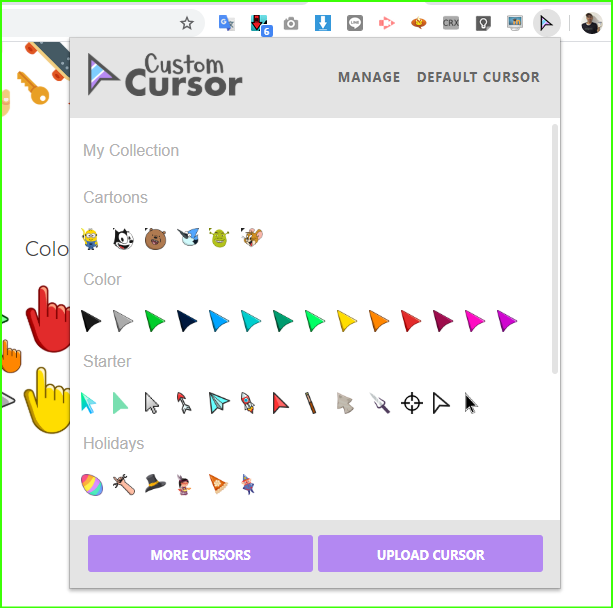 G
CRX
6
Custom
Cursor
MANAGE DEFAULT CURSOR
My Collection
Cartoons
Colo
Color
Starter
Holidays
MORE CURSORS UPLOAD CURSOR